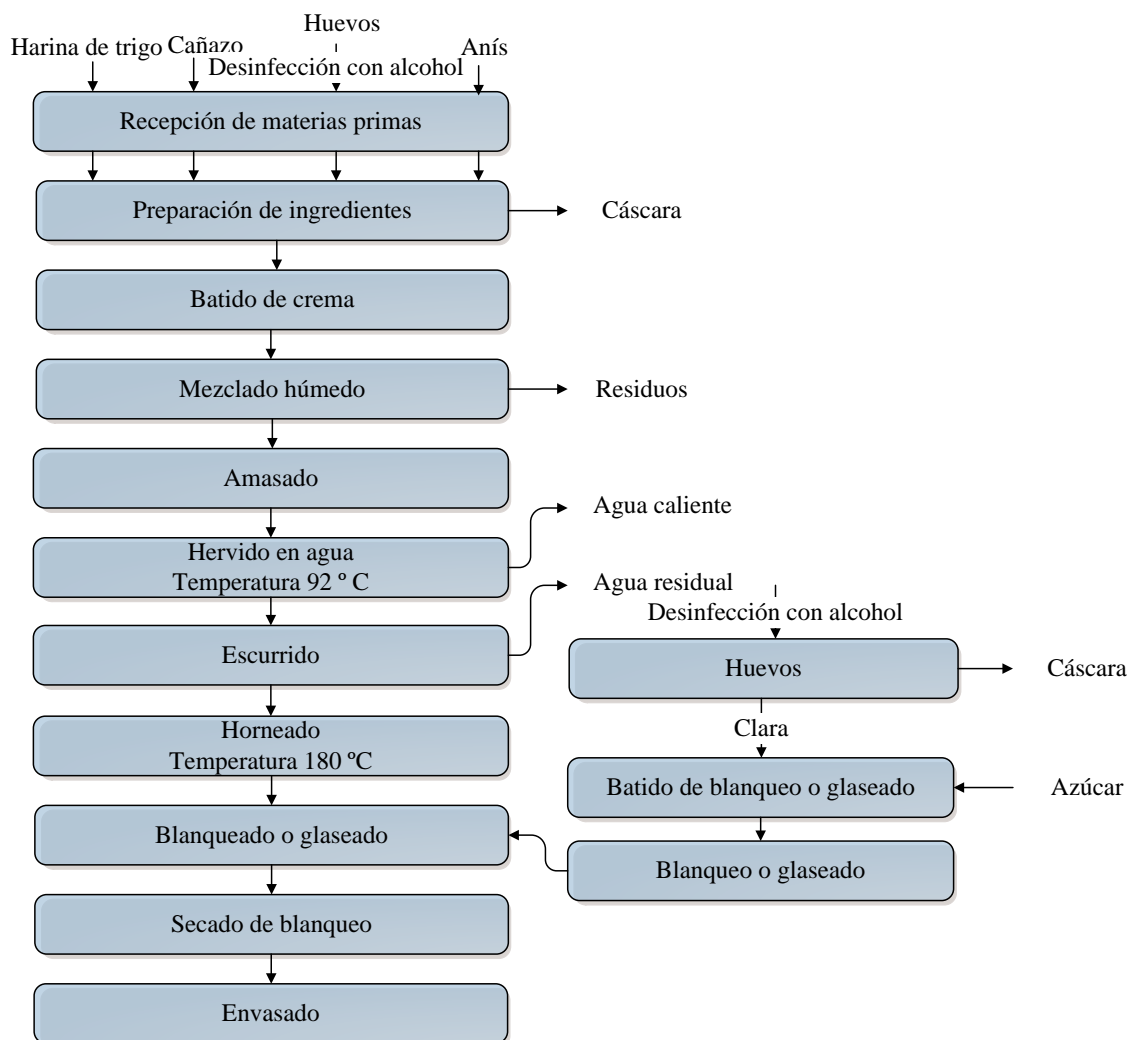 Huevos
Harina de trigo
Cañazo
Anís
Desinfección con alcohol
Recepción de materias primas
Preparación de ingredientes
Cáscara
Batido de crema
Mezclado húmedo
Residuos
Amasado
Agua caliente
Hervido en agua
Temperatura 92 º C
Agua residual
Desinfección con alcohol
Escurrido
Huevos
Cáscara
Clara
Horneado
Temperatura 180 ºC
Batido de blanqueo o glaseado
Azúcar
Blanqueado o glaseado
Blanqueo o glaseado
Secado de blanqueo
Envasado